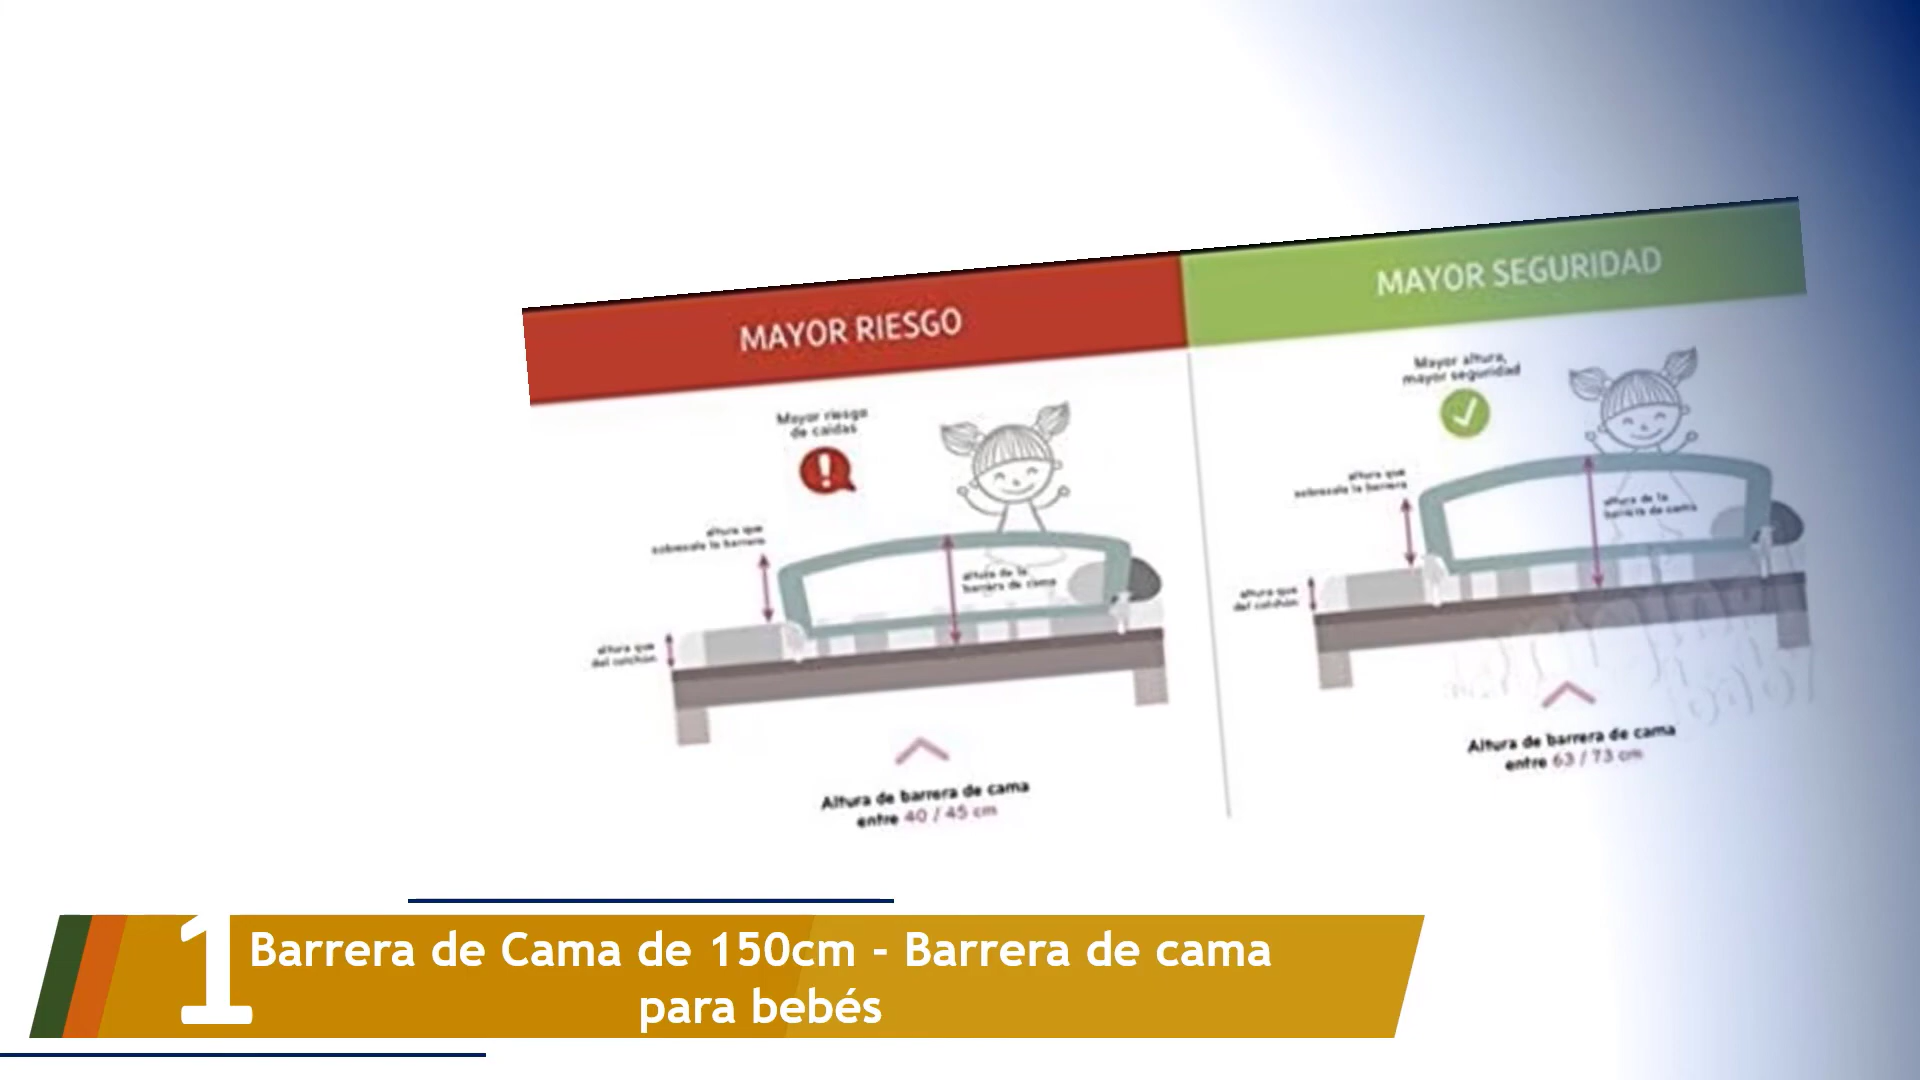 MAYOR RIESGO
MAYOR SEGURIDAD
Mayor riesgo
de caidas
Mayor altura,
mayor seguridad
altura que
sobresale la barrera
altura de la
barrera de cama
altura que
del colchón
altura que
sobresale la barrera
altura de la
barrera de cama
altura que
del colchón
Altura de barrera de cama
entre 40 / 45 cm
Altura de barrera de cama
entre 63 / 73 cm
1
Barrera de Cama de 150cm - Barrera de cama
para bebés